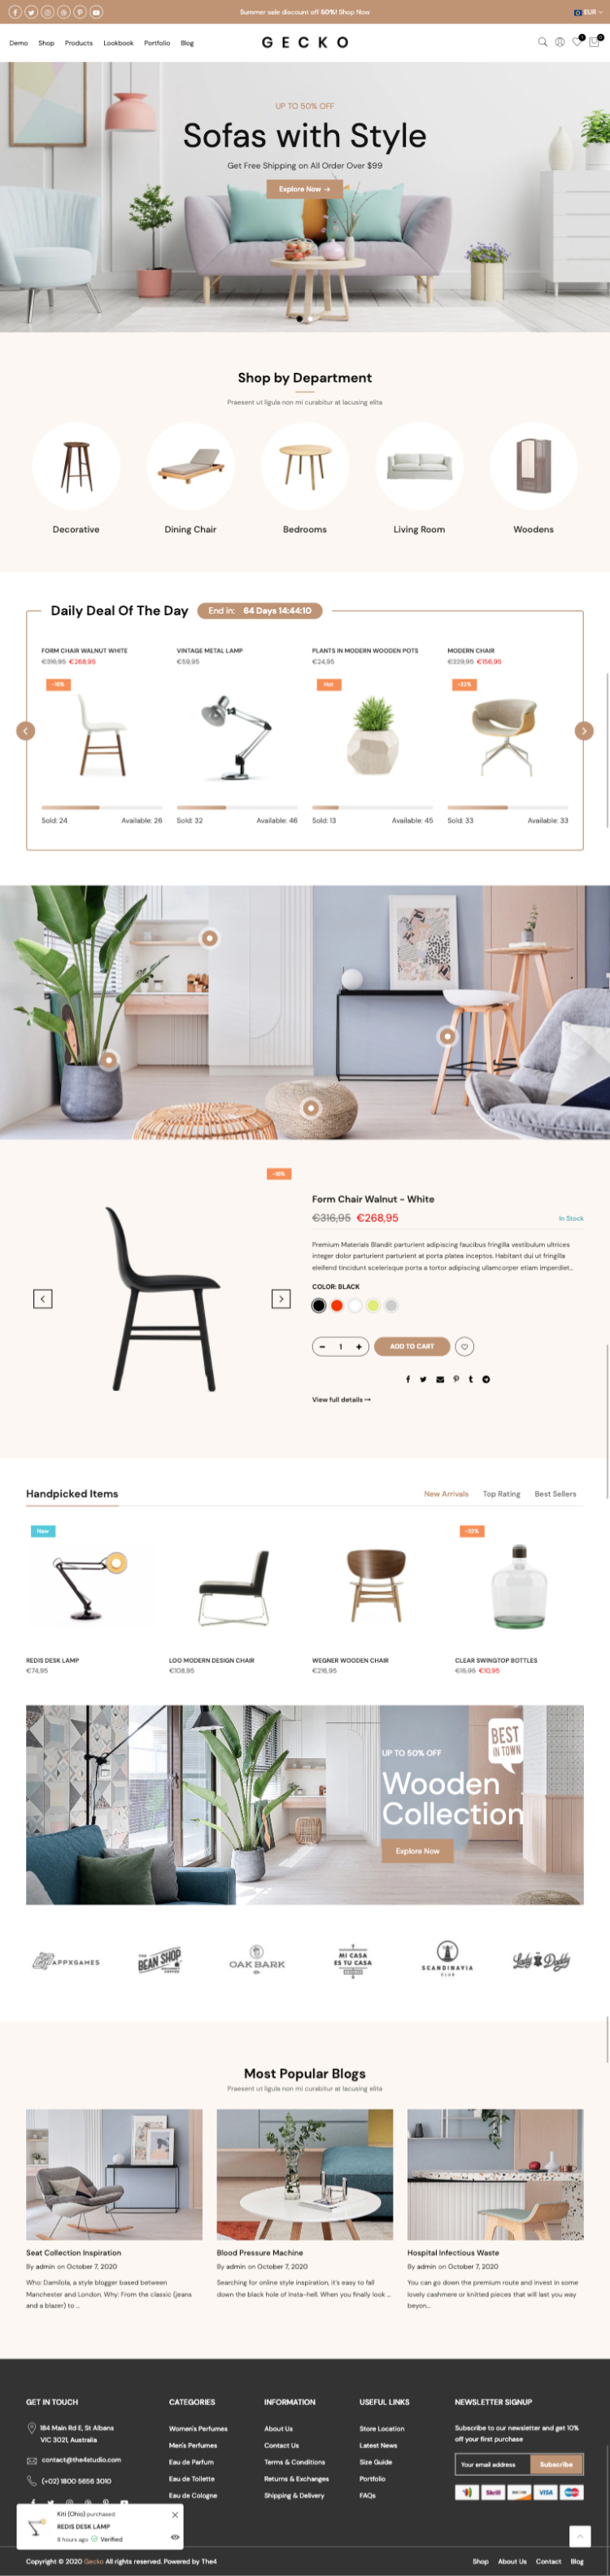 Summer sale discount off 50%! Shop Now
EUR
Demo Shop Products Lookbook Portfolio Blog
GECKO
1
0
UP TO 50% OFF
Sofas with Style
Get Free Shipping on All Order Over $99
Explore Now →
Shop by Department
Praesent ut ligula non mi curabitur at lacusing elita
Decorative
Dining Chair
Bedrooms
Living Room
Woodens
Daily Deal Of The Day
End in: 64 Days 14:44:10
FORM CHAIR WALNUT WHITE
€316,95 €268,95
-16%
Sold: 24 Available: 26
VINTAGE METAL LAMP
€59,95
Sold: 32 Available: 46
PLANTS IN MODERN WOODEN POTS
€24,95
Hot
Sold: 13 Available: 45
MODERN CHAIR
€229,95 €156,95
-32%
Sold: 33 Available: 33
-16%
Form Chair Walnut - White
€316,95 €268,95
In Stock
Premium Materials Blandit parturient adipiscing faucibus fringilla vestibulum ultrices
integer dolor parturient parturient at porta platea inceptos. Habitant dui ut fringilla
eleifend tincidunt scelerisque porta a tortor adipiscing ullamcorper etiam imperdiet...
COLOR: BLACK
− 1 +
ADD TO CART
View full details →
Handpicked Items
New Arrivals Top Rating Best Sellers
New
REDIS DESK LAMP
€74,95
LOO MODERN DESIGN CHAIR
€108,95
WEGNER WOODEN CHAIR
€216,95
-32%
CLEAR SWINGTOP BOTTLES
€15,95 €10,95
BEST
IN TOWN
UP TO 50% OFF
Wooden
Collection
Explore Now
APPXGAMES
THE
BEAN SHOP
OAK BARK
MI CASA
ES TU CASA
SCANDINAVIA
CLUB
Lady & Daddy
Most Popular Blogs
Praesent ut ligula non mi curabitur at lacusing elita
Seat Collection Inspiration
By admin on October 7, 2020
Who: Damilola, a style blogger based between
Manchester and London. Why: From the classic (jeans
and a blazer) to ...
Blood Pressure Machine
By admin on October 7, 2020
Searching for online style inspiration, it's easy to fall
down the black hole of Insta-hell. When you finally look ...
Hospital Infectious Waste
By admin on October 7, 2020
You can go down the premium route and invest in some
lovely cashmere or knitted pieces that will last you way
beyon...
GET IN TOUCH
184 Main Rd E, St Albans
VIC 3021, Australia
contact@the4studio.com
(+02) 1800 5656 3010
CATEGORIES
Women's Perfumes
Men's Perfumes
Eau de Parfum
Eau de Toilette
Eau de Cologne
INFORMATION
About Us
Contact Us
Terms & Conditions
Returns & Exchanges
Shipping & Delivery
USEFUL LINKS
Store Location
Latest News
Size Guide
Portfolio
FAQs
NEWSLETTER SIGNUP
Subscribe to our newsletter and get 10%
off your first purchase
Your email address
Subscribe
Skrill
VISA
Kiti (Ohio) purchased
REDIS DESK LAMP
8 hours ago Verified
Copyright © 2020 Gecko All rights reserved. Powered by The4
Shop About Us Contact Blog